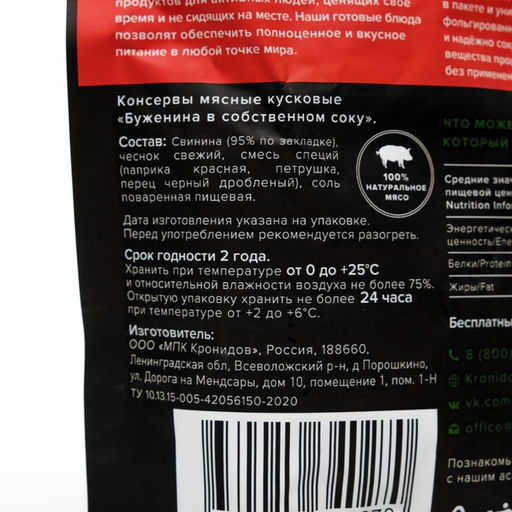 продуктов для активных людей, ценящих своё
время и не сидящих на месте. Наши готовые блюда
позволят обеспечить полноценное и вкусное
питание в любой точке мира.
в пакете и
фольгирован
и надёжно
вещества
без примене
Консервы мясные кусковые
«Буженина в собственном соку».
Состав: Свинина (95% по закладке),
чеснок свежий, смесь специй
(паприка красная, петрушка,
перец черный дробленый), соль
поваренная пищевая.
100%
НАТУРАЛЬНОЕ
МЯСО
Дата изготовления указана на упаковке.
Перед употреблением рекомендуется разогреть.
Срок годности 2 года.
Хранить при температуре от 0 до +25°С
и относительной влажности воздуха не более 75%.
Открытую упаковку хранить не более 24 часа
при температуре от +2 до +6°С.
Изготовитель:
ООО «МПК Кронидов», Россия, 188660,
Ленинградская обл, Всеволожский р-н, д Порошкино,
ул. Дорога на Мендсары, дом 10, помещение 1, пом. 1-Н
ТУ 10.13.15-005-42056150-2020
ЧТО МОЖЕ
КОТОРЫЙ
Средние знач
пищевой цен
Nutrition Infor
Энергетичес
ценность/Ene
Белки/Protein
Жиры/Fat
Бесплатны
8 (800)
Kronido
vk.com
office@
Познакомь
с нашим ас